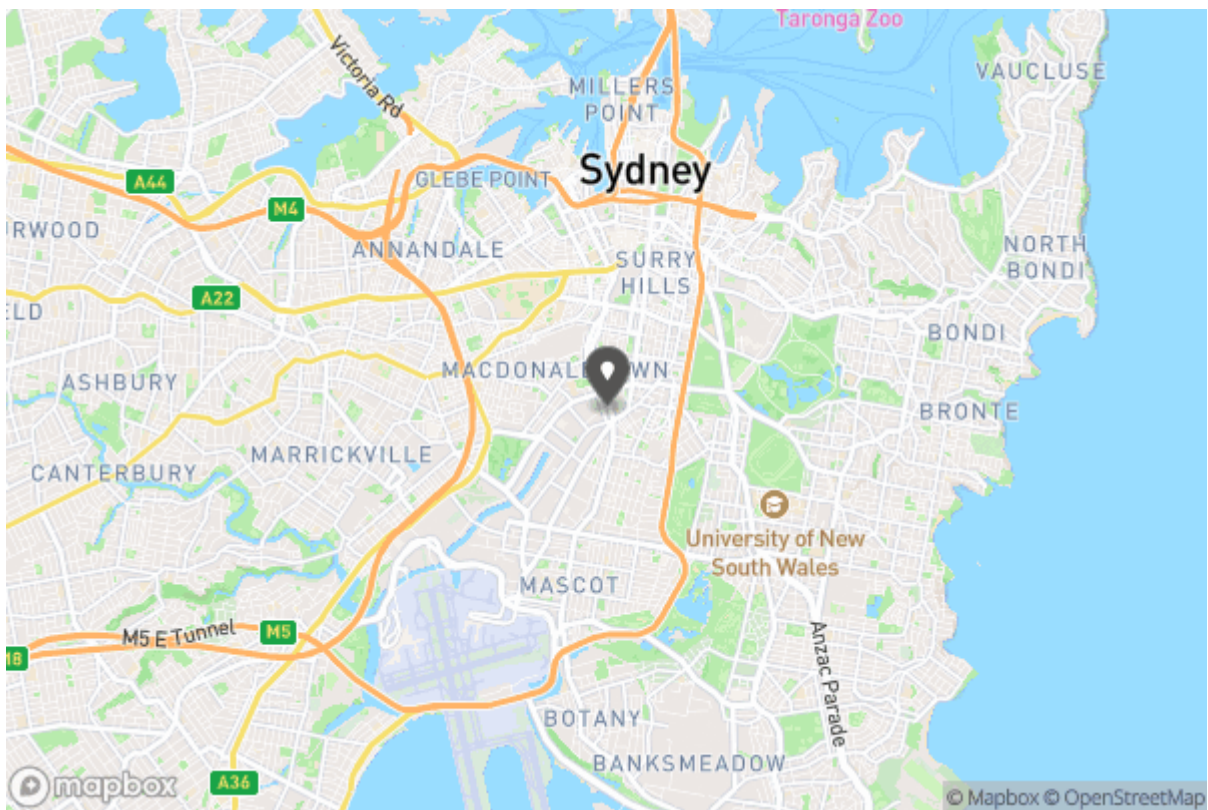 Taronga Zoo
VAUCLUSE
Victoria Rd
MILLERS
POINT
Sydney
GLEBE POINT
A44
M4
URWOOD
ANNANDALE
NORTH
BONDI
SURRY
HILLS
A22
ELD
BONDI
ASHBURY
MACDONALDTOWN
BRONTE
MARRICKVILLE
CANTERBURY
University of New
South Wales
MASCOT
M5 E Tunnel
M5
M8
Anzac Parade
BOTANY
BANKSMEADOW
A36
mapbox
© Mapbox © OpenStreetMap